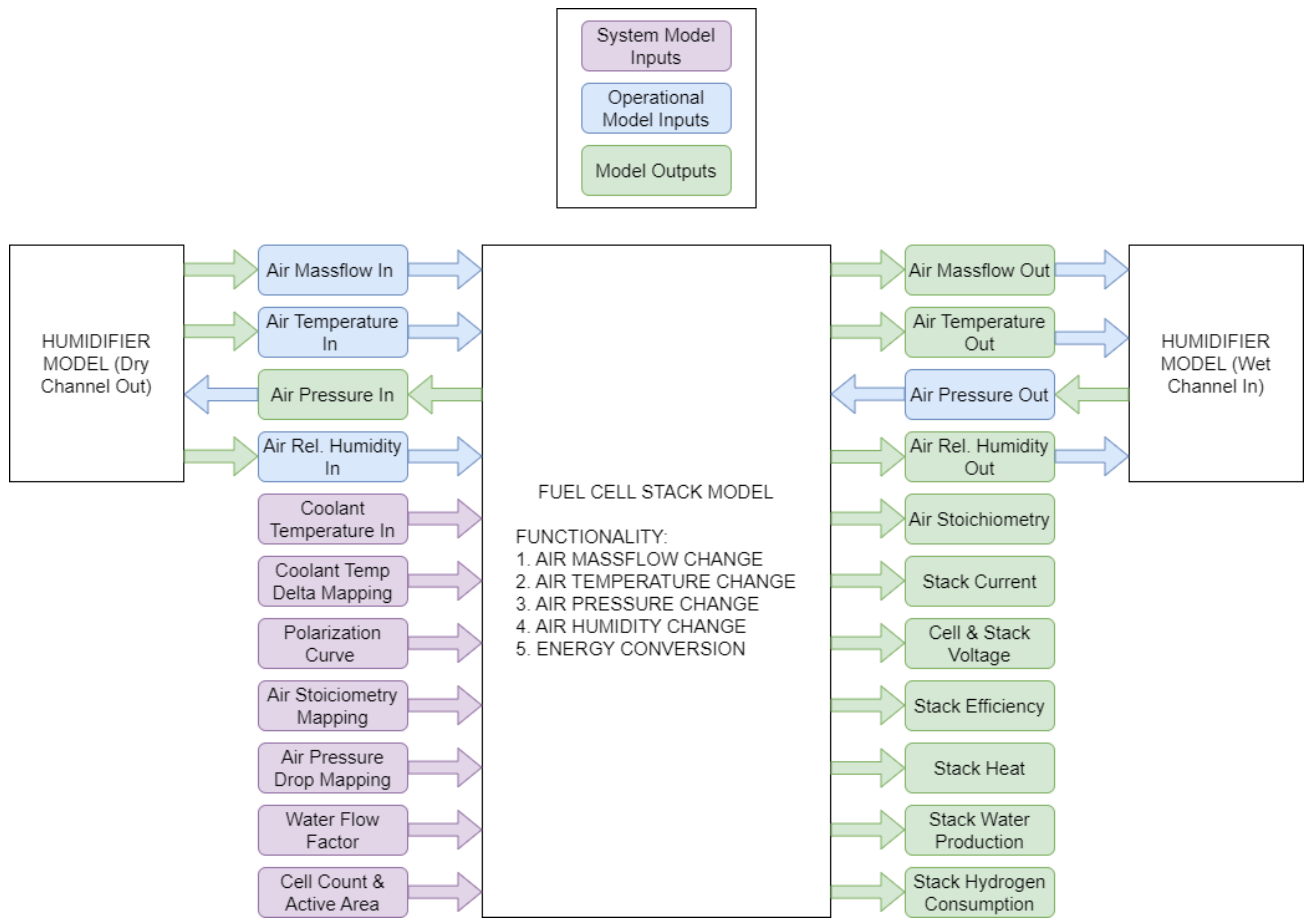 System Model
Inputs
Operational
Model Inputs
Model Outputs
HUMIDIFIER
MODEL (Dry
Channel Out)
Air Massflow In
Air Temperature
In
Air Pressure In
Air Rel. Humidity
In
Coolant
Temperature In
Coolant Temp
Delta Mapping
Polarization
Curve
Air Stoiciometry
Mapping
Air Pressure
Drop Mapping
Water Flow
Factor
Cell Count &
Active Area
FUEL CELL STACK MODEL
FUNCTIONALITY:
1. AIR MASSFLOW CHANGE
2. AIR TEMPERATURE CHANGE
3. AIR PRESSURE CHANGE
4. AIR HUMIDITY CHANGE
5. ENERGY CONVERSION
Air Massflow Out
Air Temperature
Out
Air Pressure Out
Air Rel. Humidity
Out
Air Stoichiometry
Stack Current
Cell & Stack
Voltage
Stack Efficiency
Stack Heat
Stack Water
Production
Stack Hydrogen
Consumption
HUMIDIFIER
MODEL (Wet
Channel In)